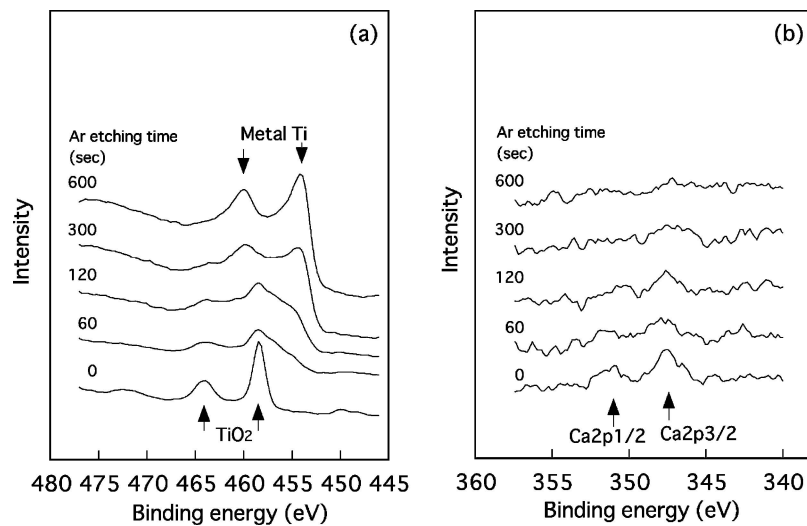 (a)
Ar etching time
(sec)
Metal Ti
600
300
120
60
0
TiO2
Intensity
480 475 470 465 460 455 450 445
Binding energy (eV)
(b)
Ar etching time
(sec)
600
300
120
60
0
Ca2p1/2
Ca2p3/2
Intensity
360 355 350 345 340
Binding energy (eV)